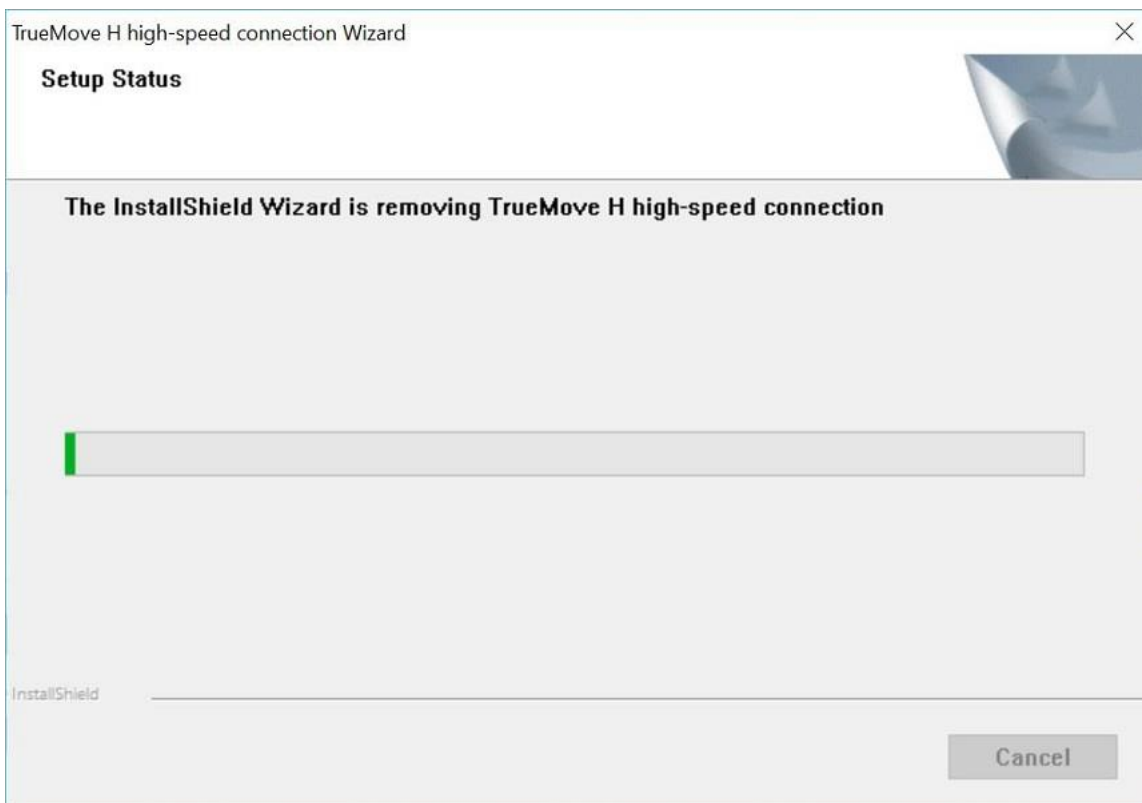 TrueMove H high-speed connection Wizard
Setup Status
The InstallShield Wizard is removing TrueMove H high-speed connection
InstallShield
Cancel